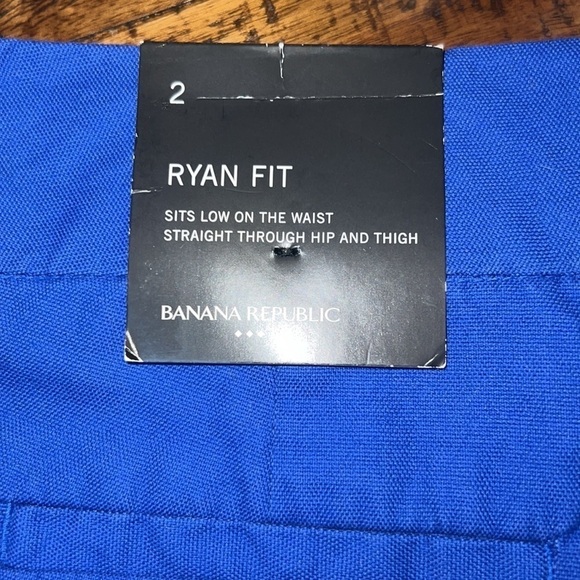 2
RYAN FIT
SITS LOW ON THE WAIST
STRAIGHT THROUGH HIP AND THIGH
BANANA REPUBLIC